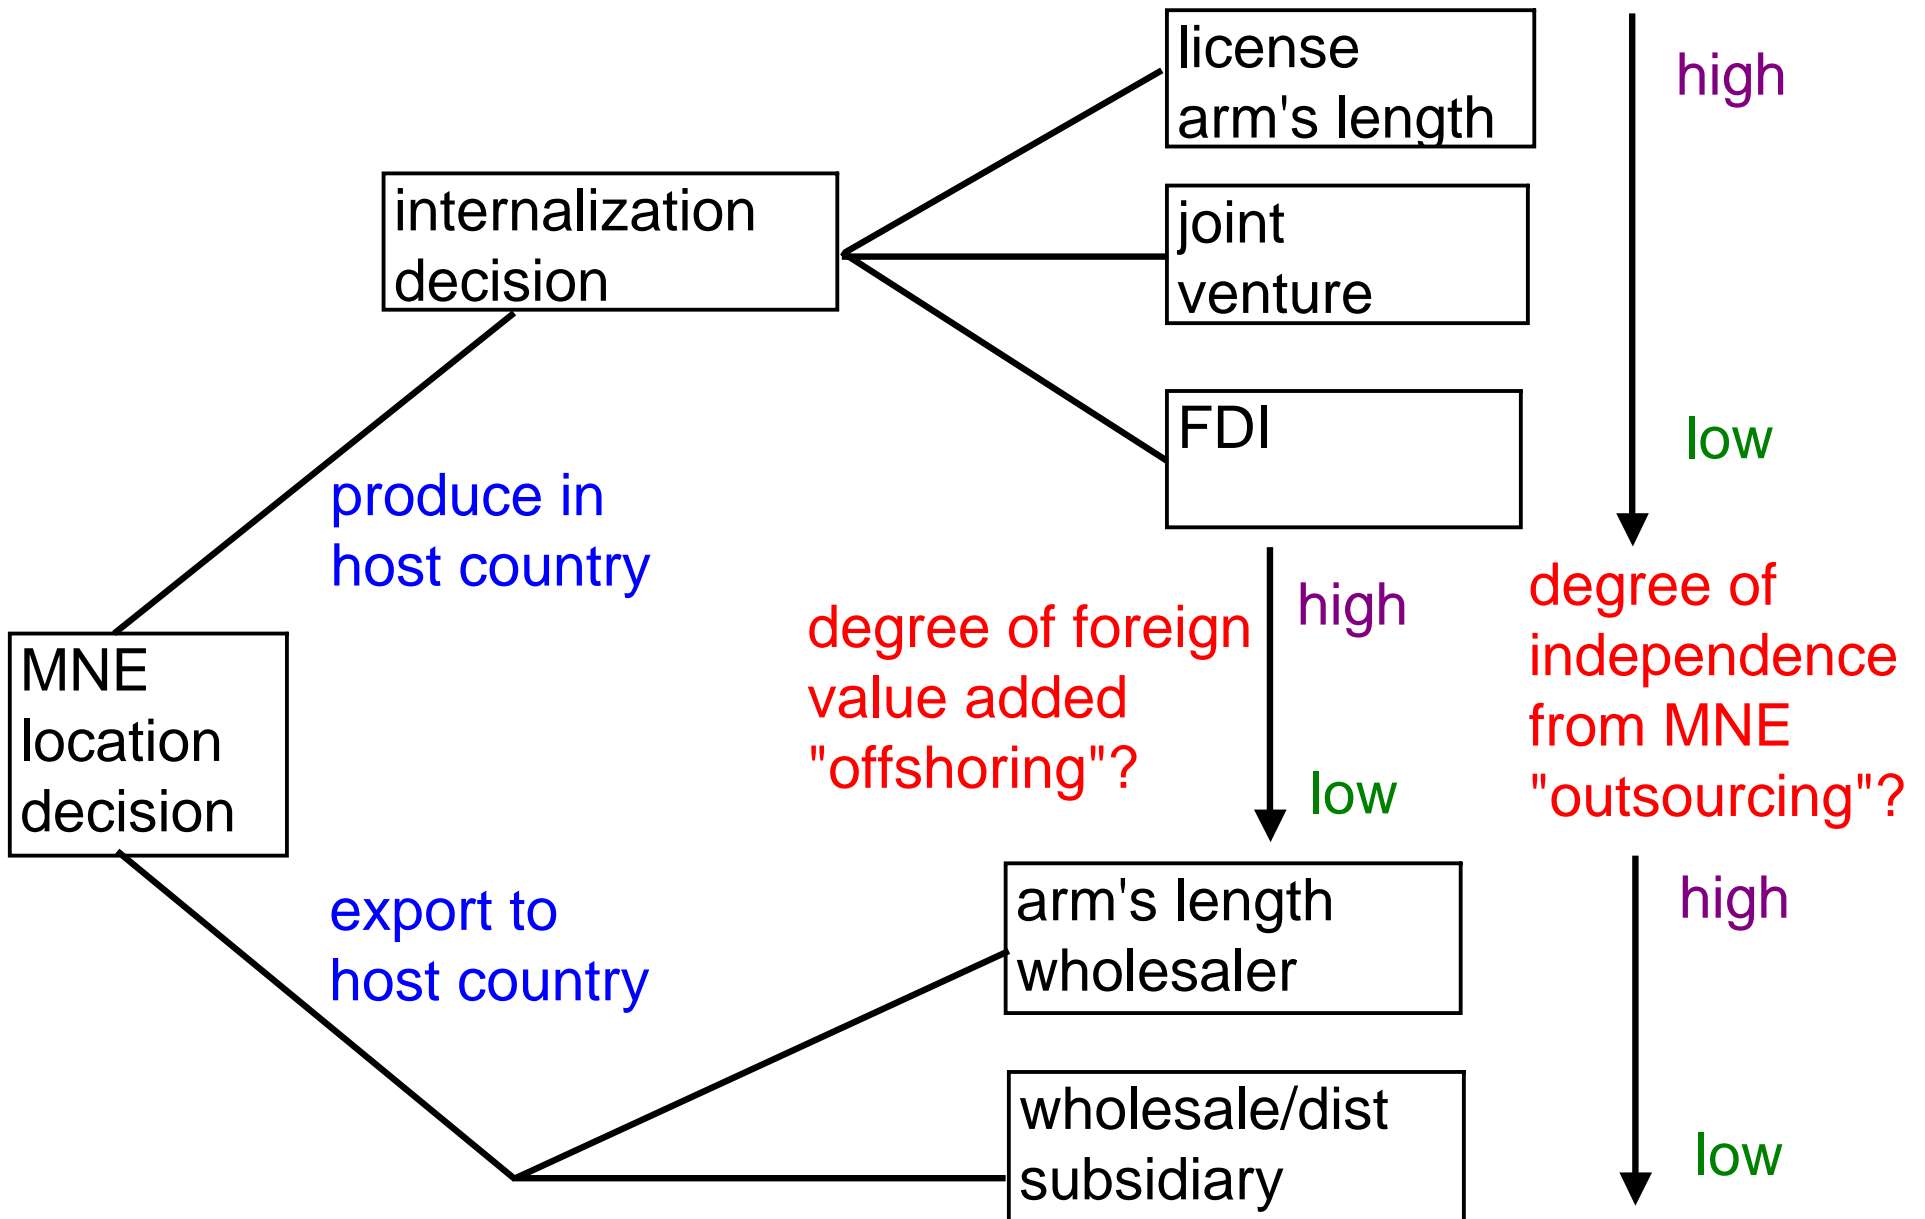 license
arm's length
high
internalization
decision
joint
venture
FDI
low
produce in
host country
degree of foreign
value added
"offshoring"?
high
low
degree of
independence
from MNE
"outsourcing"?
MNE
location
decision
export to
host country
arm's length
wholesaler
high
wholesale/dist
subsidiary
low